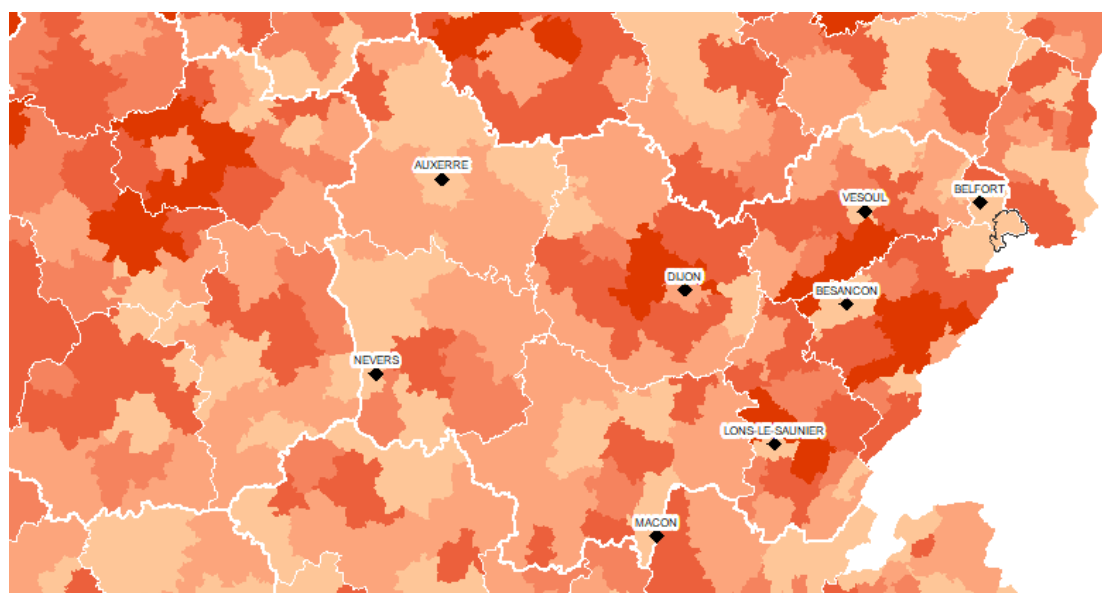 AUXERRE
BELFORT
VESOUL
DIJON
BESANCON
NEVERS
LONS-LE-SAUNIER
MACON